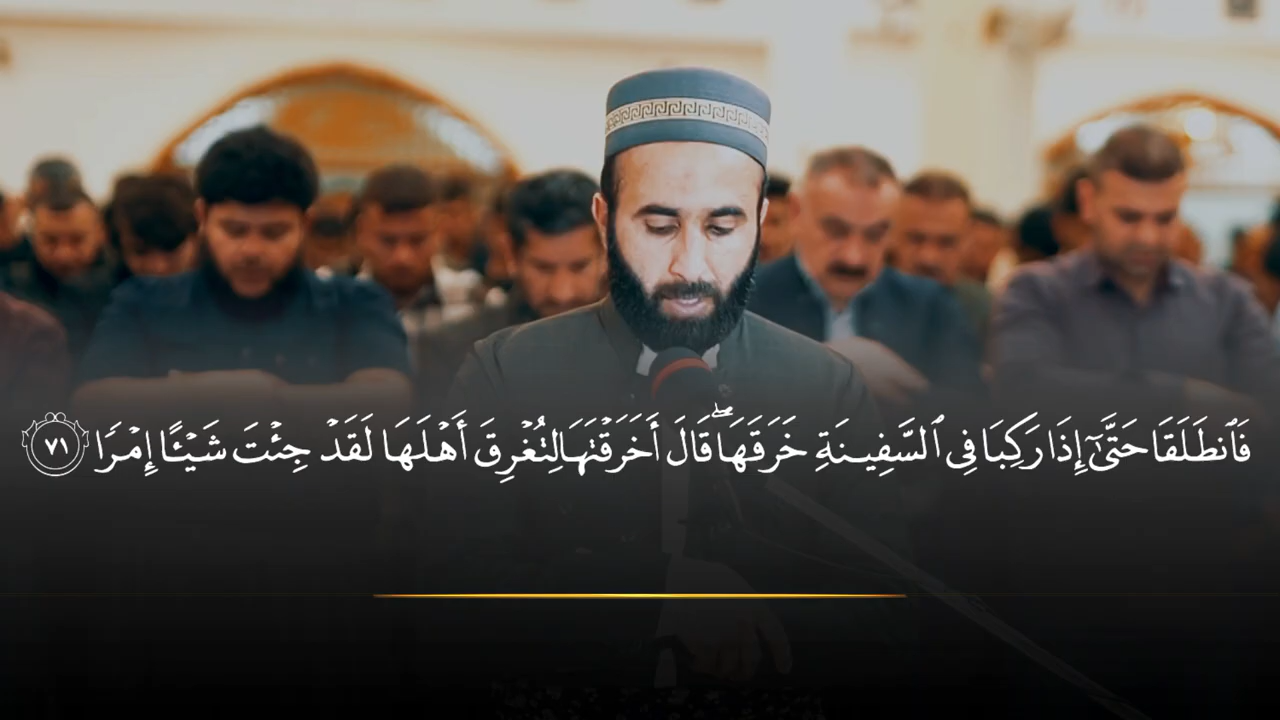 فَٱنطَلَقَا حَتَّىٰٓ إِذَا رَكِبَا فِى ٱلسَّفِينَةِ خَرَقَهَا ۖ قَالَ أَخَرَقْتَهَا لِتُغْرِقَ أَهْلَهَا لَقَدْ جِئْتَ شَيْـًٔا إِمْرًا ٧١